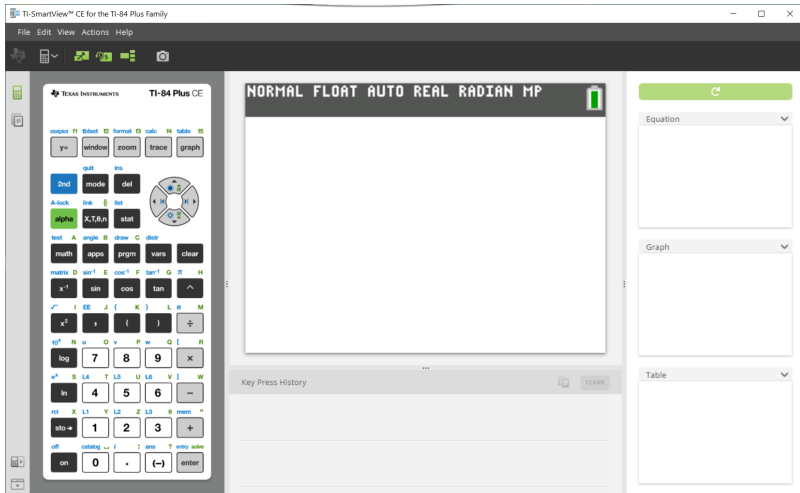 TI-SmartView™ CE for the TI-84 Plus Family
File Edit View Actions Help
TEXAS INSTRUMENTS TI-84 Plus CE
statplot f1 tblset f2 format f3 calc f4 table f5
y= window zoom trace graph
quit ins
2nd mode del
A-lock link list
alpha X,T,θ,n stat
test A angle B draw C distr
math apps prgm vars clear
matrix D sin-1 E cos-1 F tan-1 G π H
x-1 sin cos tan ^
√ I EE J { K } L e M
x² , ( ) ÷
10x N u O v P w Q [ R
log 7 8 9 ×
ex S L4 T L5 U L6 V ] W
ln 4 5 6 −
rcl X L1 Y L2 Z L3 θ mem "
sto→ 1 2 3 +
off catalog i : ans ? entry solve
on 0 . (−) enter
NORMAL FLOAT AUTO REAL RADIAN MP
Key Press History
CLEAR
Equation
Graph
Table